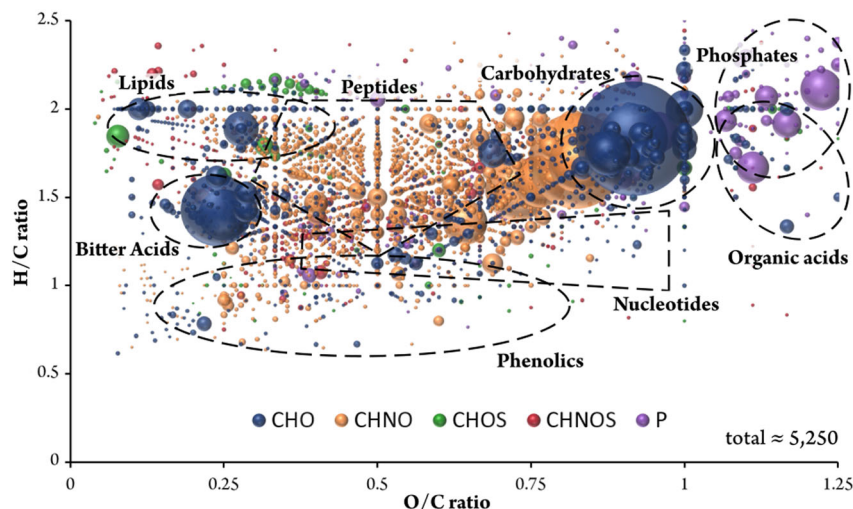 2.5
Phosphates
Lipids
Peptides
Carbohydrates
2
1.5
H/C ratio
Bitter Acids
Organic acids
1
Nucleotides
Phenolics
0.5
CHO CHNO CHOS CHNOS P
total ≈ 5,250
0
0 0.25 0.5 0.75 1 1.25
O/C ratio